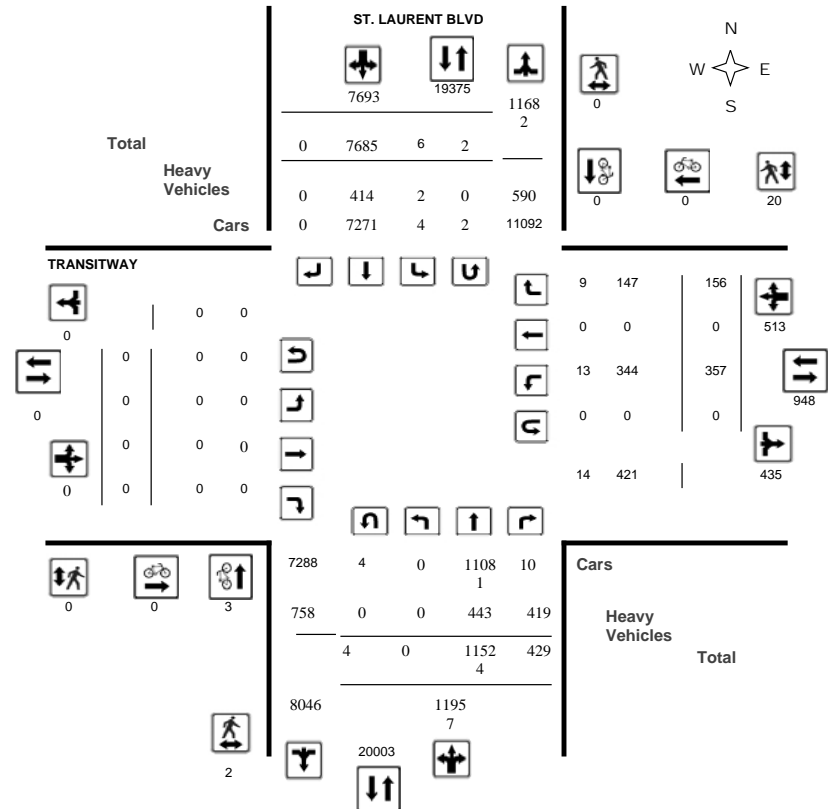 ST. LAURENT BLVD
N
W E
S
7693 19375 1168
2
0
Total 0 7685 6 2
Heavy
Vehicles
0 414 2 0 590
Cars 0 7271 4 2 11092
0 0 20
TRANSITWAY
0 0 0
0 0 0
0
0 0 0
0 0 0
0
0 0 0
9 147 156
0 0 0 513
13 344 357
948
0 0 0
14 421 435
7288 4 0 1108 10
1
758 0 0 443 419
4 0 1152 429
4
8046 1195
7
20003
Cars
Heavy
Vehicles
Total
0 0 3
2